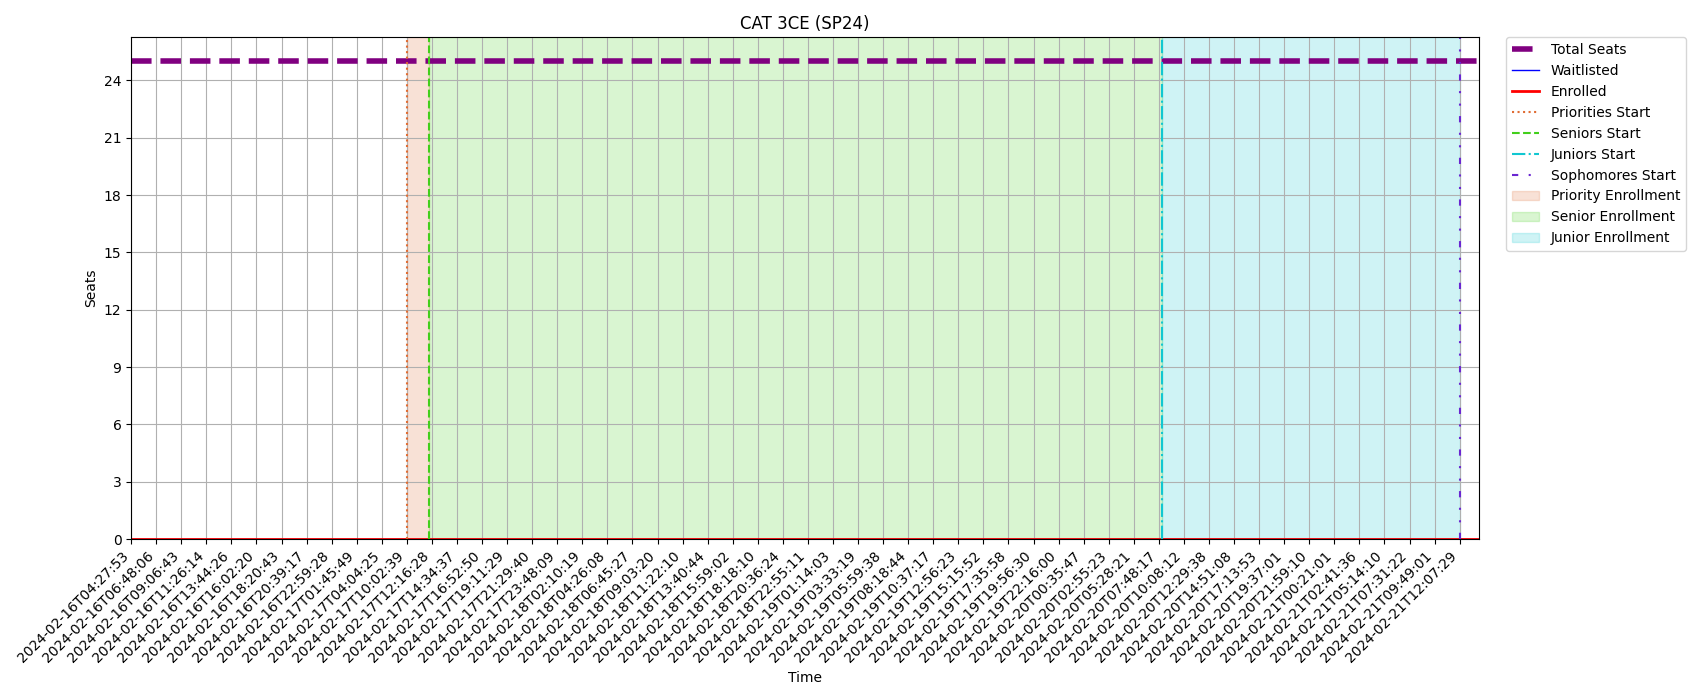 CAT 3CE (SP24)
Seats
24
21
18
15
12
9
6
3
0
2024-02-16T04:27:53
2024-02-16T06:48:06
2024-02-16T09:06:43
2024-02-16T11:26:14
2024-02-16T13:44:26
2024-02-16T16:02:20
2024-02-16T18:20:43
2024-02-16T20:39:17
2024-02-16T22:59:28
2024-02-17T01:45:49
2024-02-17T04:04:25
2024-02-17T10:02:39
2024-02-17T12:16:28
2024-02-17T14:34:37
2024-02-17T16:52:50
2024-02-17T19:11:29
2024-02-17T21:29:40
2024-02-17T23:48:09
2024-02-18T02:10:19
2024-02-18T04:26:08
2024-02-18T06:45:27
2024-02-18T09:03:20
2024-02-18T11:22:10
2024-02-18T13:40:44
2024-02-18T15:59:02
2024-02-18T18:18:10
2024-02-18T20:36:24
2024-02-18T22:55:11
2024-02-19T01:14:03
2024-02-19T03:33:19
2024-02-19T05:59:38
2024-02-19T08:18:44
2024-02-19T10:37:17
2024-02-19T12:56:23
2024-02-19T15:15:52
2024-02-19T17:35:58
2024-02-19T19:56:30
2024-02-19T22:16:00
2024-02-20T00:35:47
2024-02-20T02:55:23
2024-02-20T05:28:21
2024-02-20T07:48:17
2024-02-20T10:08:12
2024-02-20T12:29:38
2024-02-20T14:51:08
2024-02-20T17:13:53
2024-02-20T19:37:01
2024-02-20T21:59:10
2024-02-21T00:21:01
2024-02-21T02:41:36
2024-02-21T05:14:10
2024-02-21T07:31:22
2024-02-21T09:49:01
2024-02-21T12:07:29
Time
Total Seats
Waitlisted
Enrolled
Priorities Start
Seniors Start
Juniors Start
Sophomores Start
Priority Enrollment
Senior Enrollment
Junior Enrollment